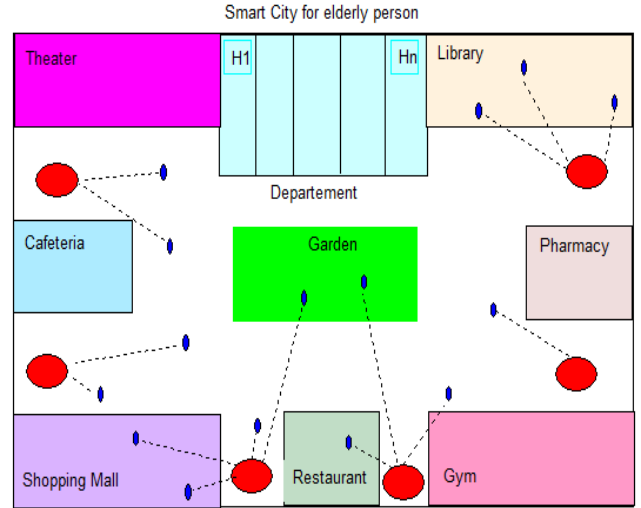 Smart City for elderly person
Theater
H1
Hn
Library
Departement
Cafeteria
Garden
Pharmacy
Shopping Mall
Restaurant
Gym